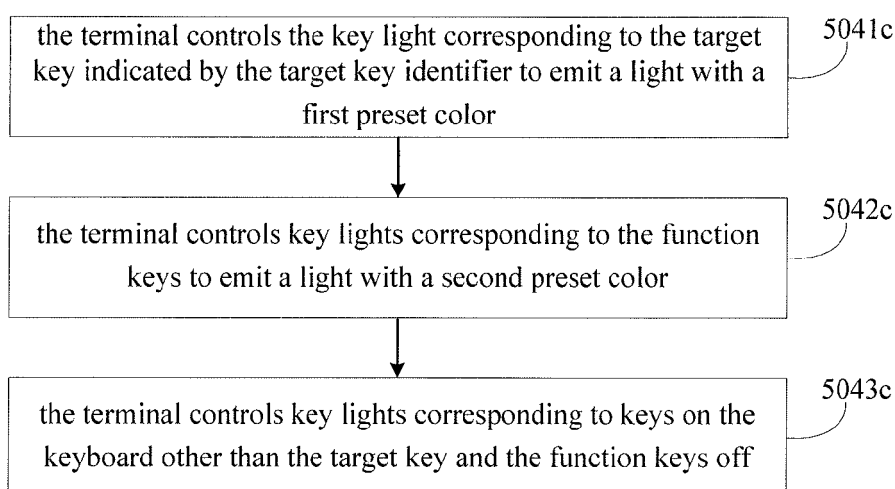 the terminal controls the key light corresponding to the target
key indicated by the target key identifier to emit a light with a
first preset color
5041c
the terminal controls key lights corresponding to the function
keys to emit a light with a second preset color
5042c
the terminal controls key lights corresponding to keys on the
keyboard other than the target key and the function keys off
5043c